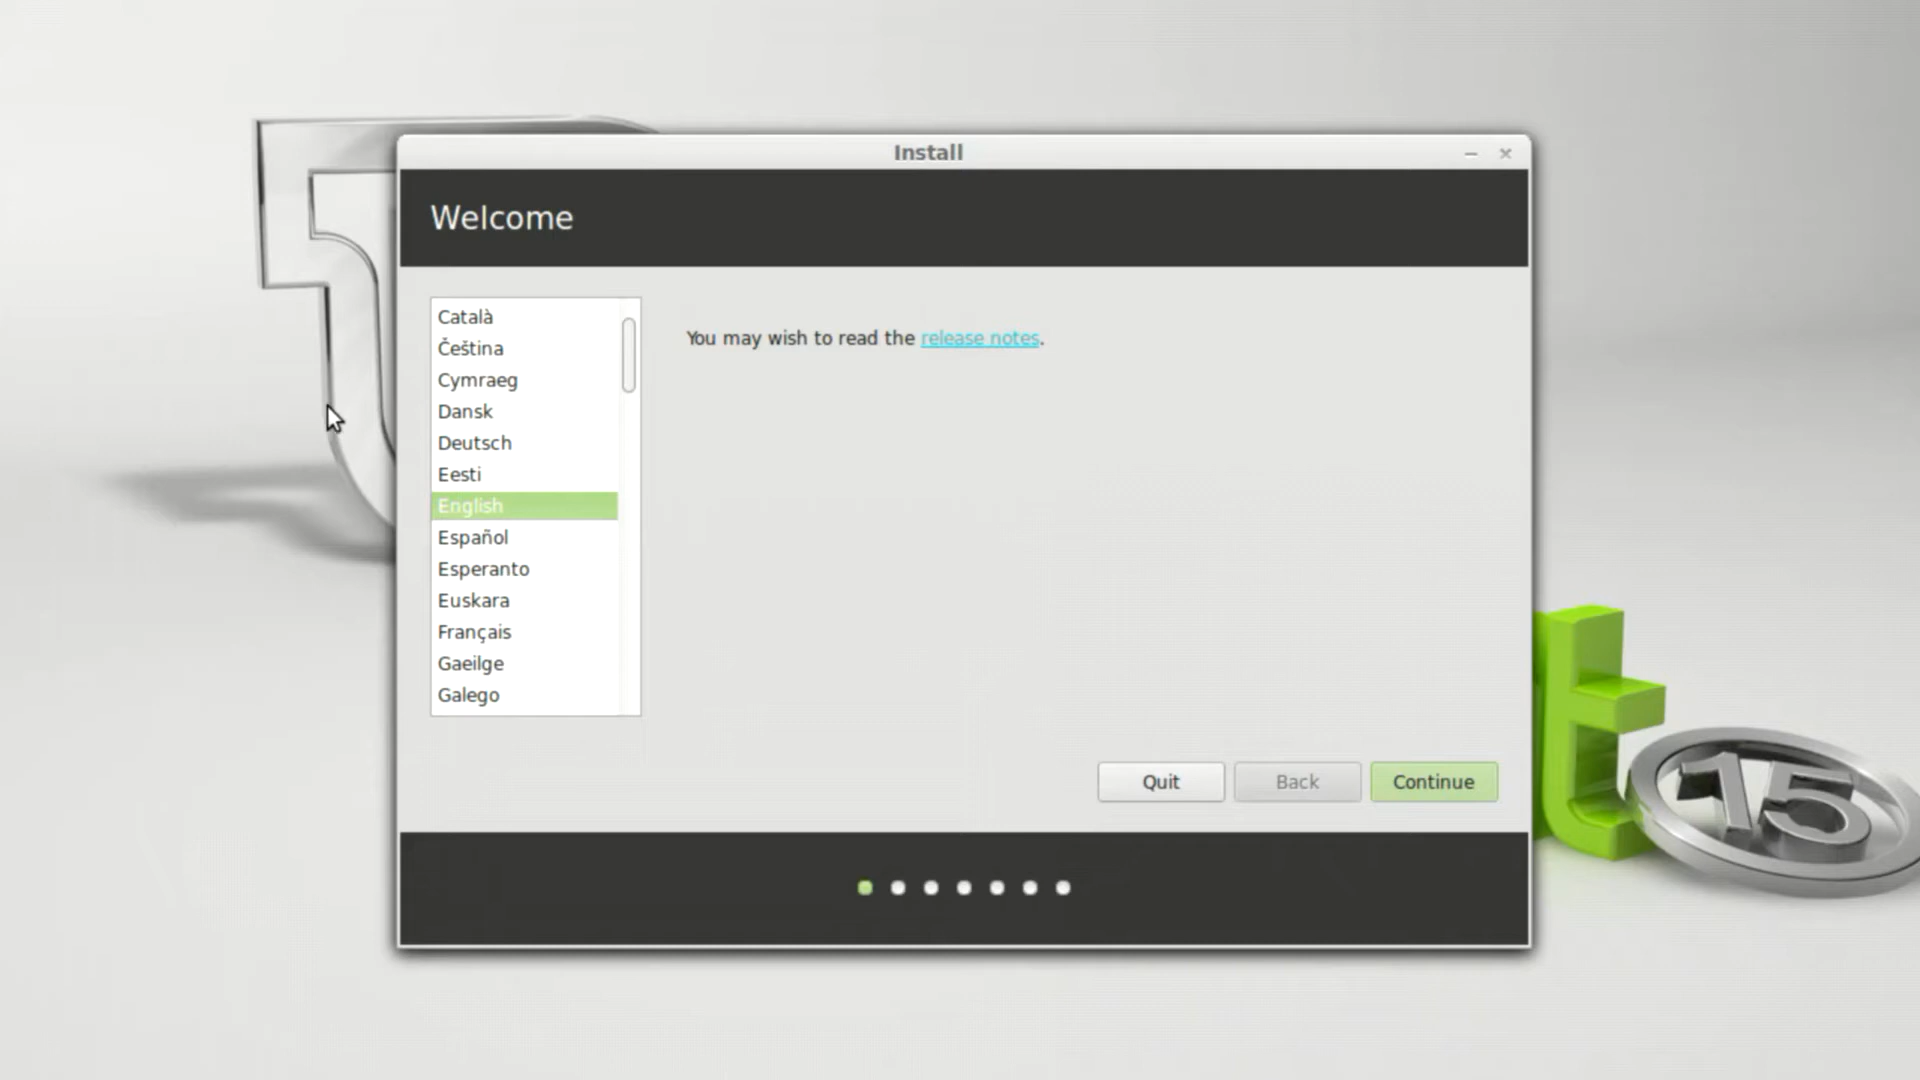 Install
Welcome
Català
Čeština
Cymraeg
Dansk
Deutsch
Eesti
English
Español
Esperanto
Euskara
Français
Gaeilge
Galego
You may wish to read the release notes.
Quit
Back
Continue
t
15